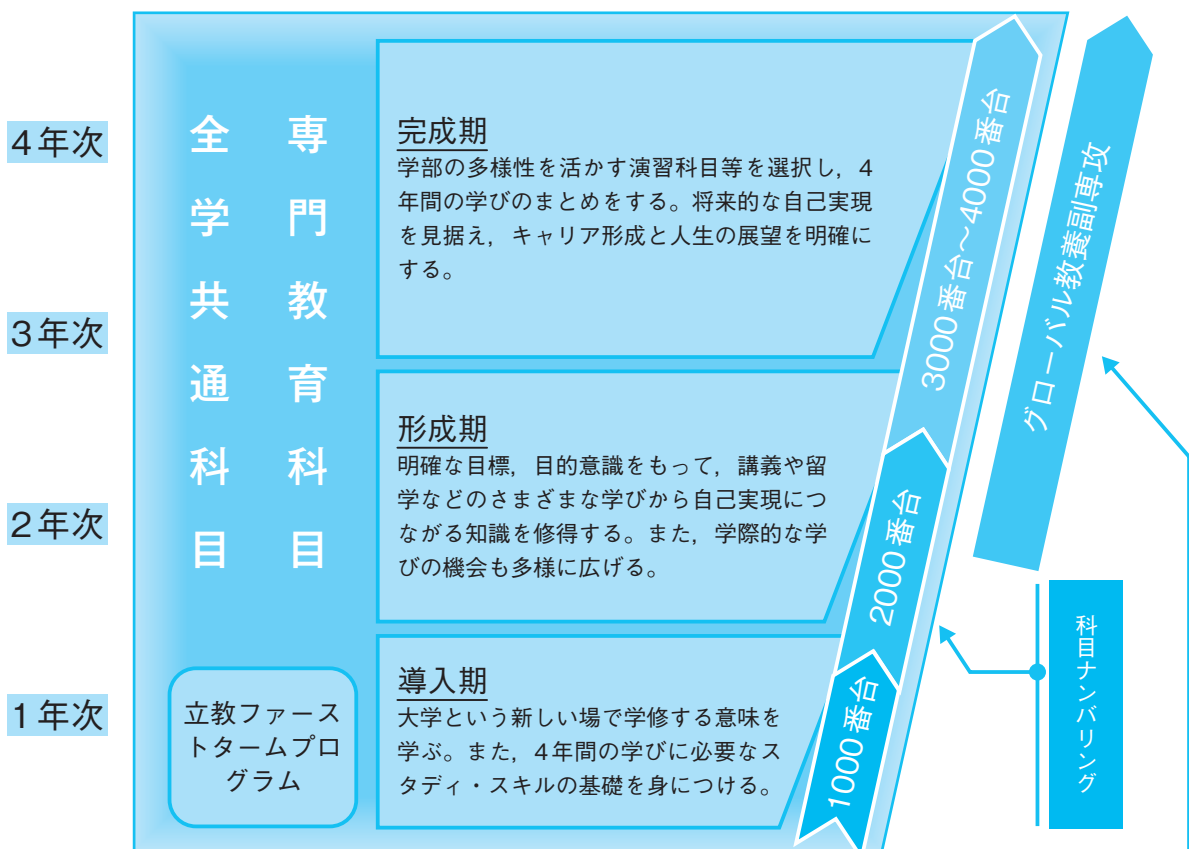 4年次
3年次
2年次
1年次
全学共通科目
専門教育科目
立教ファース
トタームプロ
グラム
完成期
学部の多様性を活かす演習科目等を選択し，4
年間の学びのまとめをする。将来的な自己実現
を見据え，キャリア形成と人生の展望を明確に
する。
形成期
明確な目標，目的意識をもって，講義や留
学などのさまざまな学びから自己実現につ
ながる知識を修得する。また，学際的な学
びの機会も多様に広げる。
導入期
大学という新しい場で学修する意味を
学ぶ。また，4年間の学びに必要なス
タディ・スキルの基礎を身につける。
3000番台～4000番台
2000番台
1000番台
グローバル教養副専攻
科目ナンバリング